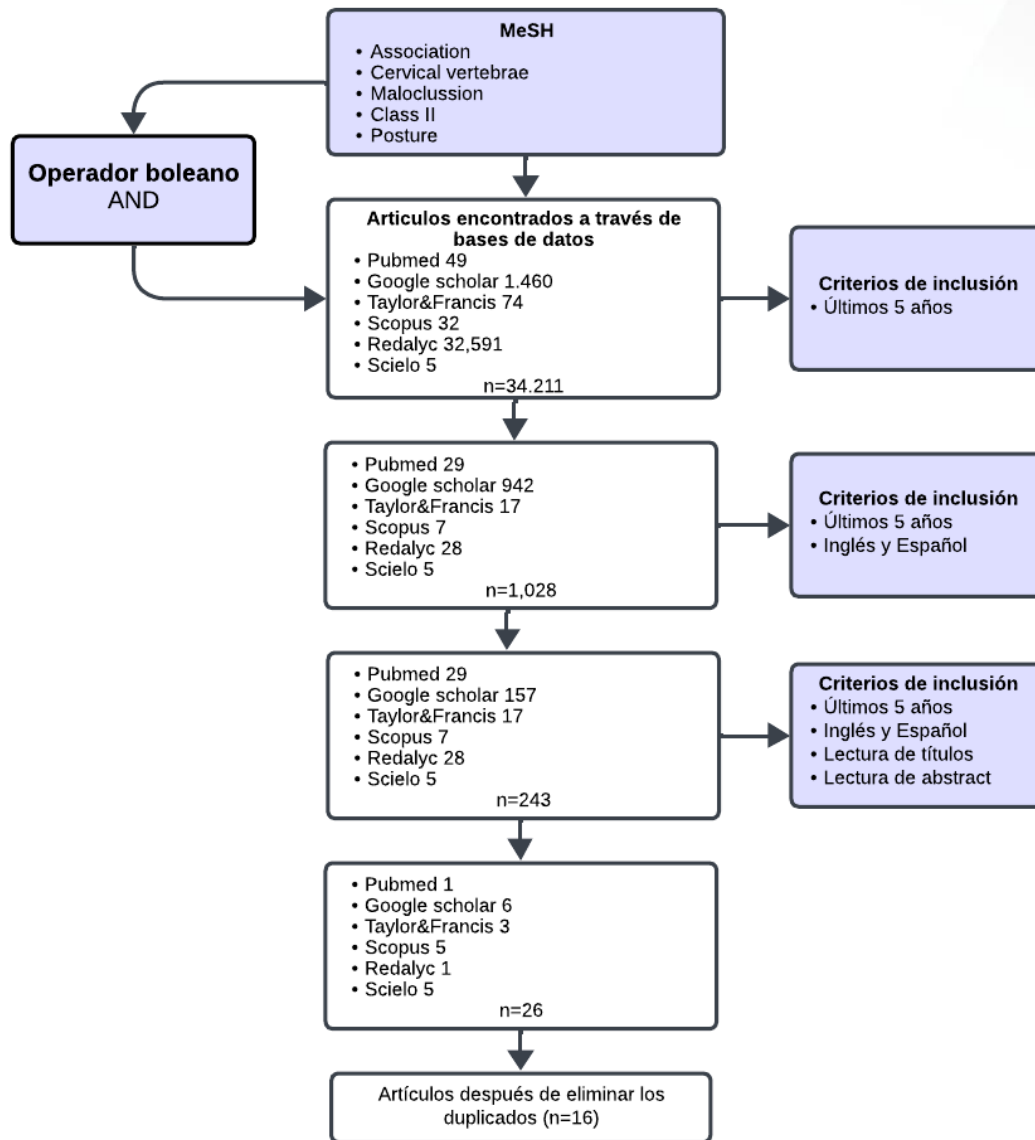 MeSH
• Association
• Cervical vertebrae
• Maloclussion
• Class II
• Posture
Operador boleano
AND
Articulos encontrados a través de
bases de datos
• Pubmed 49
• Google scholar 1.460
• Taylor&Francis 74
• Scopus 32
• Redalyc 32,591
• Scielo 5
n=34.211
Criterios de inclusión
• Últimos 5 años
• Pubmed 29
• Google scholar 942
• Taylor&Francis 17
• Scopus 7
• Redalyc 28
• Scielo 5
n=1,028
Criterios de inclusión
• Últimos 5 años
• Inglés y Español
• Pubmed 29
• Google scholar 157
• Taylor&Francis 17
• Scopus 7
• Redalyc 28
• Scielo 5
n=243
Criterios de inclusión
• Últimos 5 años
• Inglés y Español
• Lectura de títulos
• Lectura de abstract
• Pubmed 1
• Google scholar 6
• Taylor&Francis 3
• Scopus 5
• Redalyc 1
• Scielo 5
n=26
Artículos después de eliminar los
duplicados (n=16)